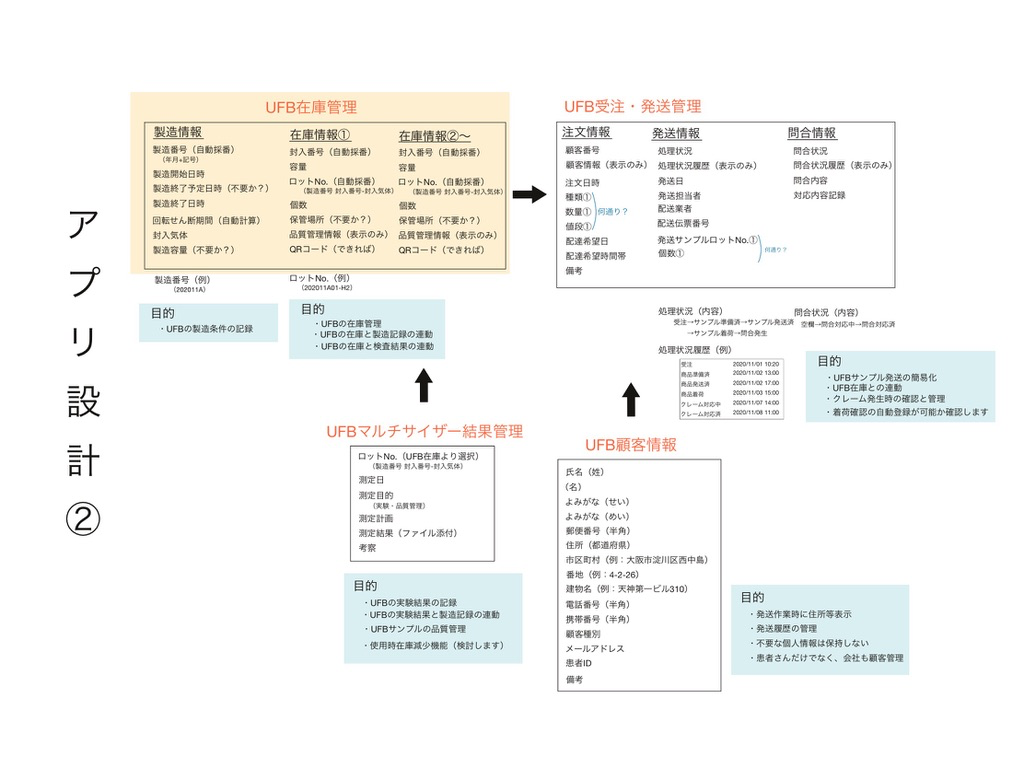 アプリ設計②
UFB在庫管理
製造情報
製造番号（自動採番）
（年月+記号）
製造開始日時
製造終了予定日時（不要か？）
製造終了日時
回転せん断期間（自動計算）
封入気体
製造容量（不要か？）
在庫情報①
封入番号（自動採番）
容量
ロットNo.（自動採番）
（製造番号 封入番号-封入気体）
個数
保管場所（不要か？）
品質管理情報（表示のみ）
QRコード（できれば）
在庫情報②〜
封入番号（自動採番）
容量
ロットNo.（自動採番）
（製造番号 封入番号-封入気体）
個数
保管場所（不要か？）
品質管理情報（表示のみ）
QRコード（できれば）
製造番号（例）
（202011A）
ロットNo.（例）
（202011A01-H2）
目的
・UFBの製造条件の記録
目的
・UFBの在庫管理
・UFBの在庫と製造記録の連動
・UFBの在庫と検査結果の連動
UFB受注・発送管理
注文情報
顧客番号
顧客情報（表示のみ）
注文日時
種類①
数量①
値段①
何通り？
配達希望日
配達希望時間帯
備考
発送情報
処理状況
処理状況履歴（表示のみ）
発送日
発送担当者
配送業者
配送伝票番号
発送サンプルロットNo.①
個数①
何通り？
問合情報
問合状況
問合状況履歴（表示のみ）
問合内容
対応内容記録
処理状況（内容）
受注→サンプル準備済→サンプル発送済
→サンプル着荷→問合発生
問合状況（内容）
空欄→問合対応中→問合対応済
処理状況履歴（例）
受注 2020/11/01 10:20
商品準備済 2020/11/02 13:00
商品発送済 2020/11/02 17:00
商品着荷 2020/11/03 15:00
クレーム対応中 2020/11/07 14:00
クレーム対応済 2020/11/08 11:00
目的
・UFBサンプル発送の簡易化
・UFB在庫との連動
・クレーム発生時の確認と管理
・着荷確認の自動登録が可能か確認します
UFBマルチサイザー結果管理
ロットNo.（UFB在庫より選択）
（製造番号 封入番号-封入気体）
測定日
測定目的
（実験・品質管理）
測定計画
測定結果（ファイル添付）
考察
目的
・UFBの実験結果の記録
・UFBの実験結果と製造記録の連動
・UFBサンプルの品質管理
・使用時在庫減少機能（検討します）
UFB顧客情報
氏名（姓）
（名）
よみがな（せい）
よみがな（めい）
郵便番号（半角）
住所（都道府県）
市区町村（例：大阪市淀川区西中島）
番地（例：4-2-26）
建物名（例：天神第一ビル310）
電話番号（半角）
携帯番号（半角）
顧客種別
メールアドレス
患者ID
備考
目的
・発送作業時に住所等表示
・発送履歴の管理
・不要な個人情報は保持しない
・患者さんだけでなく、会社も顧客管理